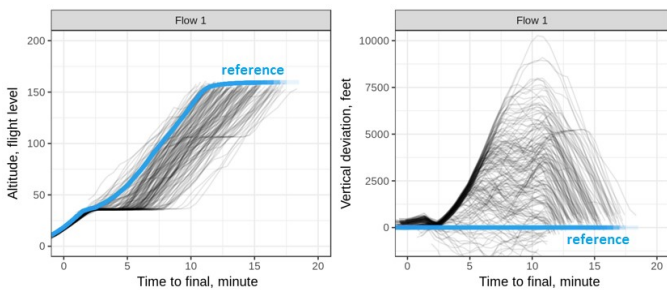 Flow 1
200
150
100
50
0
Altitude, flight level
reference
0
5
10
15
20
Time to final, minute
Flow 1
10000
7500
5000
2500
0
Vertical deviation, feet
reference
0
5
10
15
20
Time to final, minute